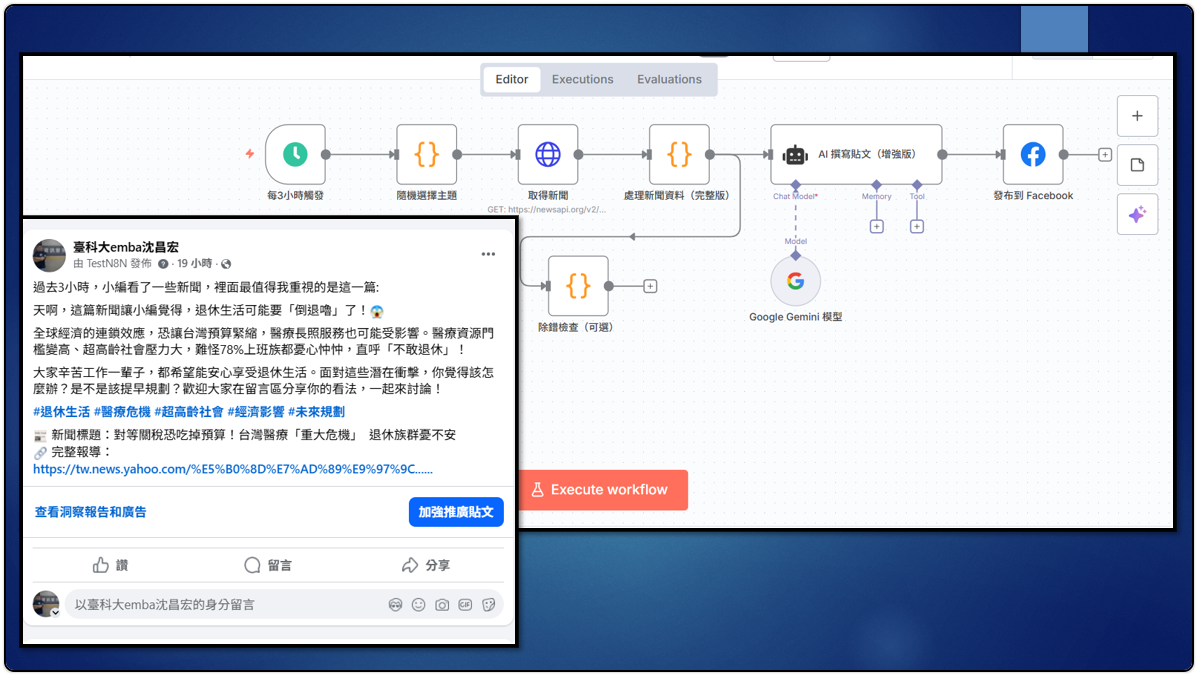 Editor
Executions
Evaluations
每3小時觸發
隨機選擇主題
取得新聞
GET: https://newsapi.org/v2/...
處理新聞資料（完整版）
AI 撰寫貼文（增強版）
Chat Model*
Memory
Tool
發布到 Facebook
Model
Google Gemini 模型
除錯檢查（可選）
Execute workflow
臺科大emba沈昌宏
由 TestN8N 發佈 · 19 小時 ·
過去3小時，小編看了一些新聞，裡面最值得我重視的是這一篇:
天啊，這篇新聞讓小編覺得，退休生活可能要「倒退嚕」了！😱
全球經濟的連鎖效應，恐讓台灣預算緊縮，醫療長照服務也可能受影響。醫療資源門
檻變高、超高齡社會壓力大，難怪78%上班族都憂心忡忡，直呼「不敢退休」！
大家辛苦工作一輩子，都希望能安心享受退休生活。面對這些潛在衝擊，你覺得該怎
麼辦？是不是該提早規劃？歡迎大家在留言區分享你的看法，一起來討論！
#退休生活 #醫療危機 #超高齡社會 #經濟影響 #未來規劃
📰 新聞標題：對等關稅恐吃掉預算！台灣醫療「重大危機」 退休族群憂不安
🔗 完整報導：
https://tw.news.yahoo.com/%E5%B0%8D%E7%AD%89%E9%97%9C......
查看洞察報告和廣告
加強推廣貼文
讚
留言
分享
以臺科大emba沈昌宏的身分留言
GIF